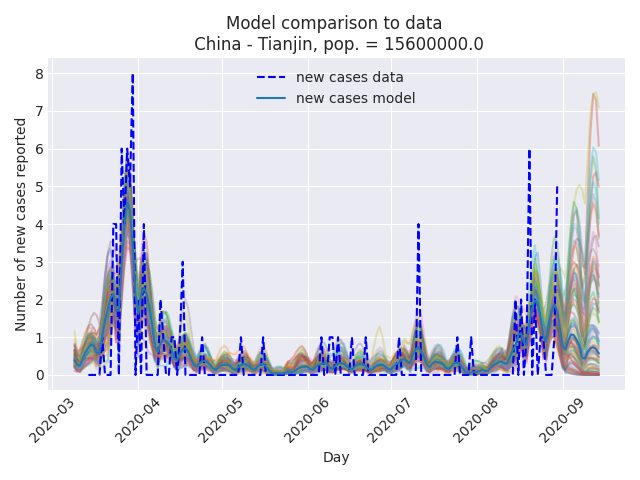 Model comparison to data
China - Tianjin, pop. = 15600000.0
new cases data
new cases model
Number of new cases reported
8
7
6
5
4
3
2
1
0
2020-03
2020-04
2020-05
2020-06
2020-07
2020-08
2020-09
Day